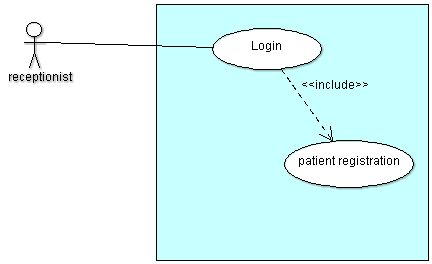 Login
<<include>>
receptionist
patient registration